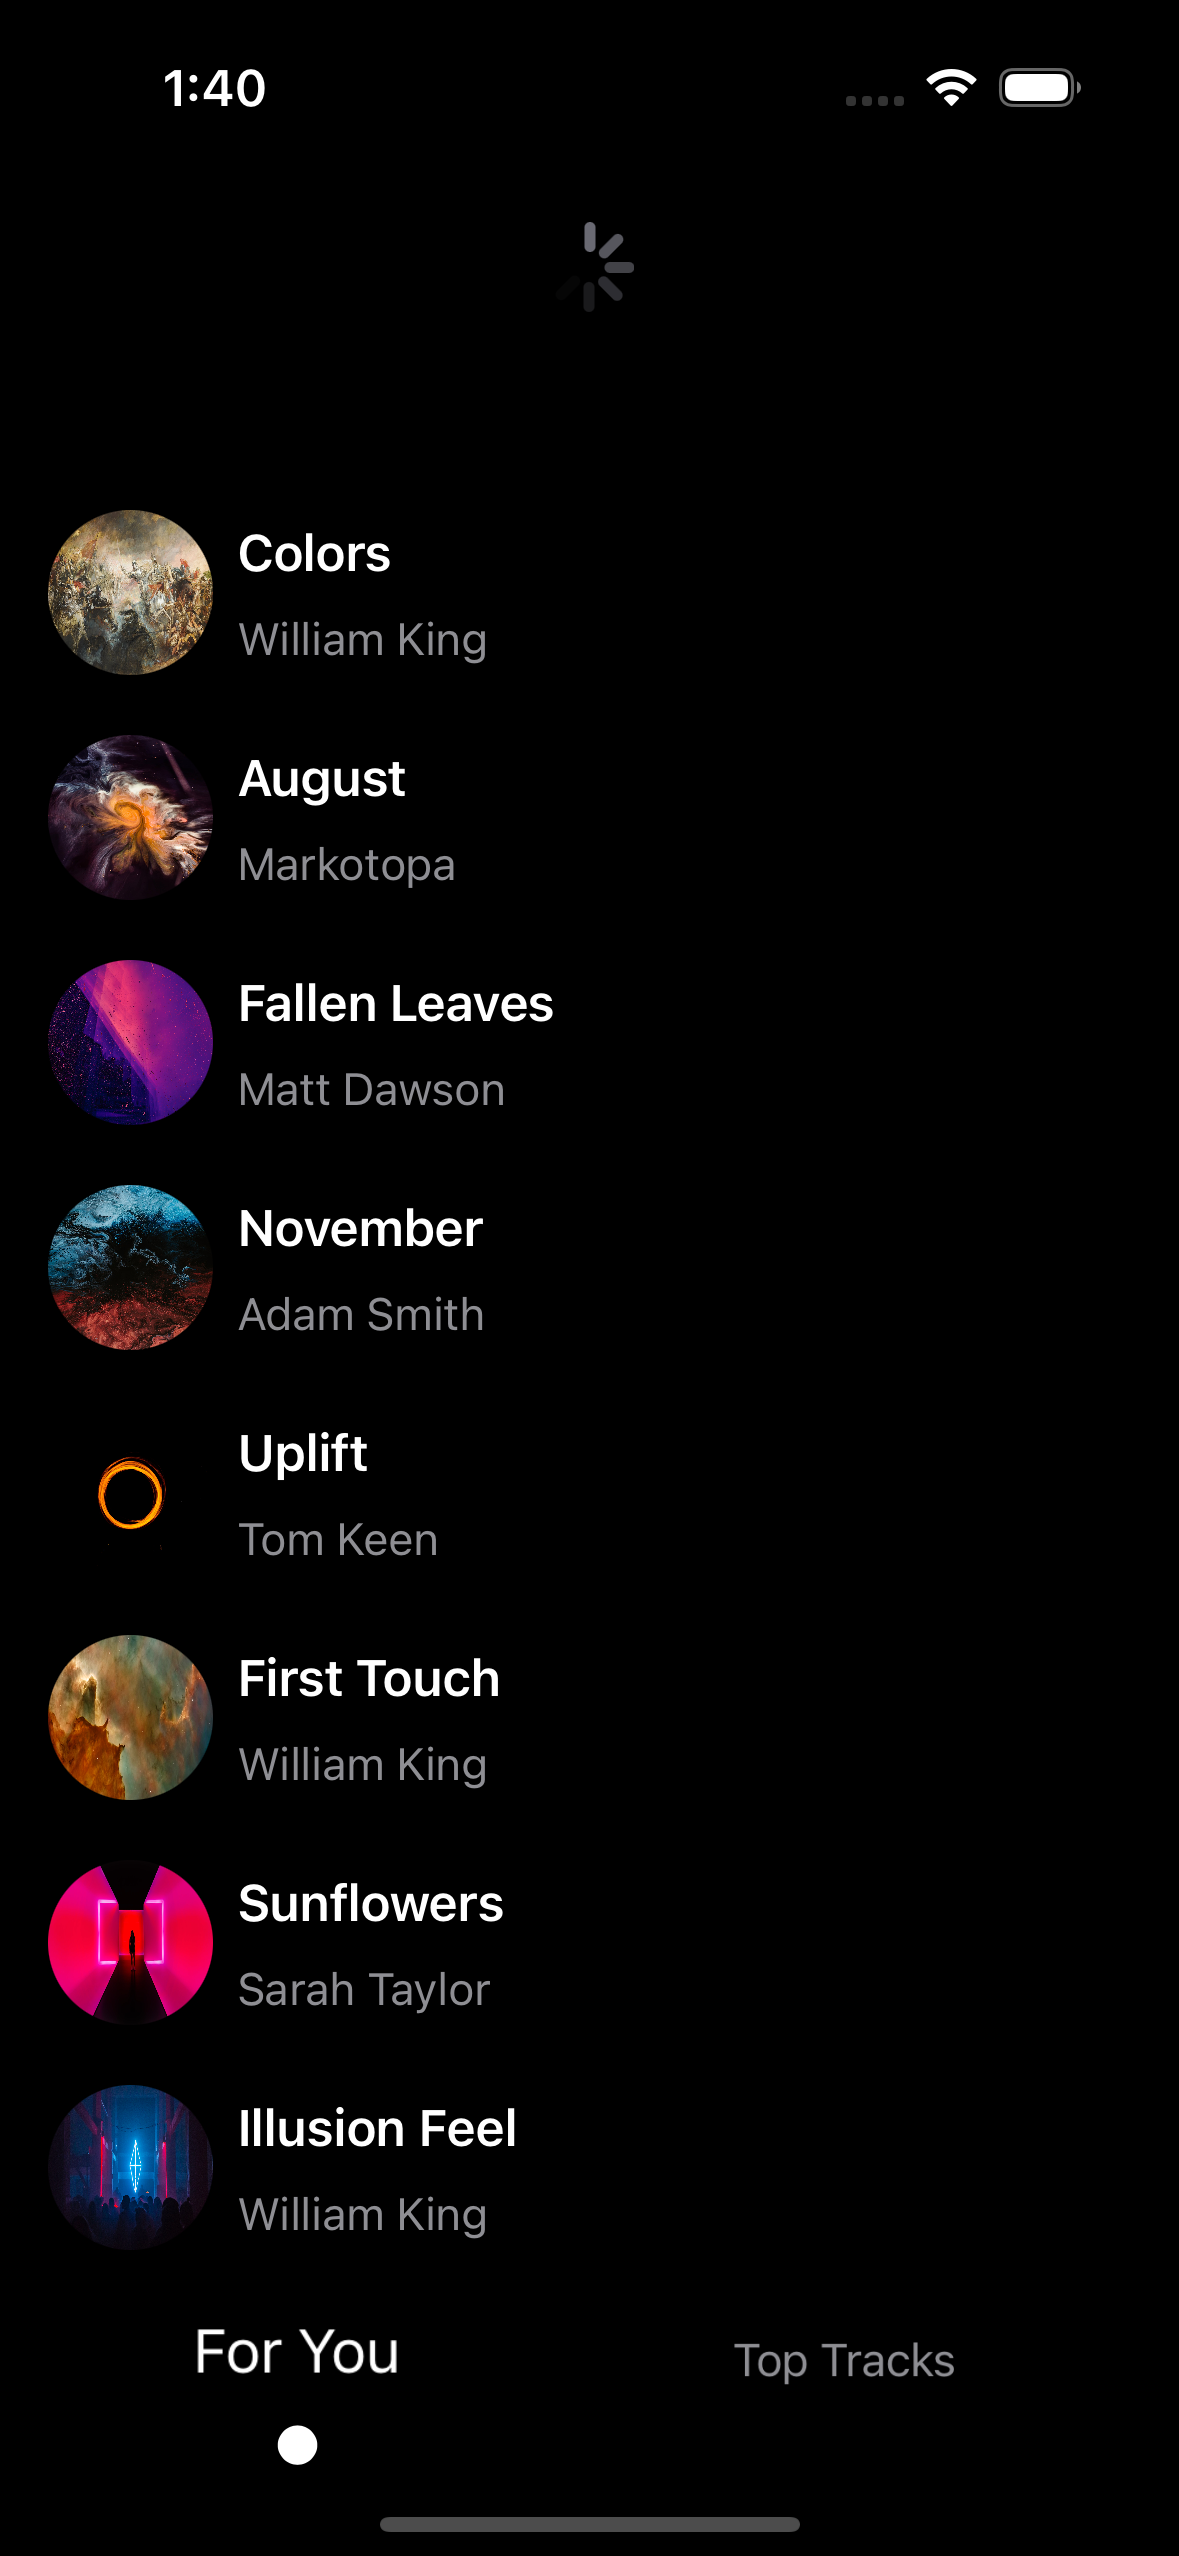 1:40
Colors
William King
August
Markotopa
Fallen Leaves
Matt Dawson
November
Adam Smith
Uplift
Tom Keen
First Touch
William King
Sunflowers
Sarah Taylor
Illusion Feel
William King
For You
Top Tracks